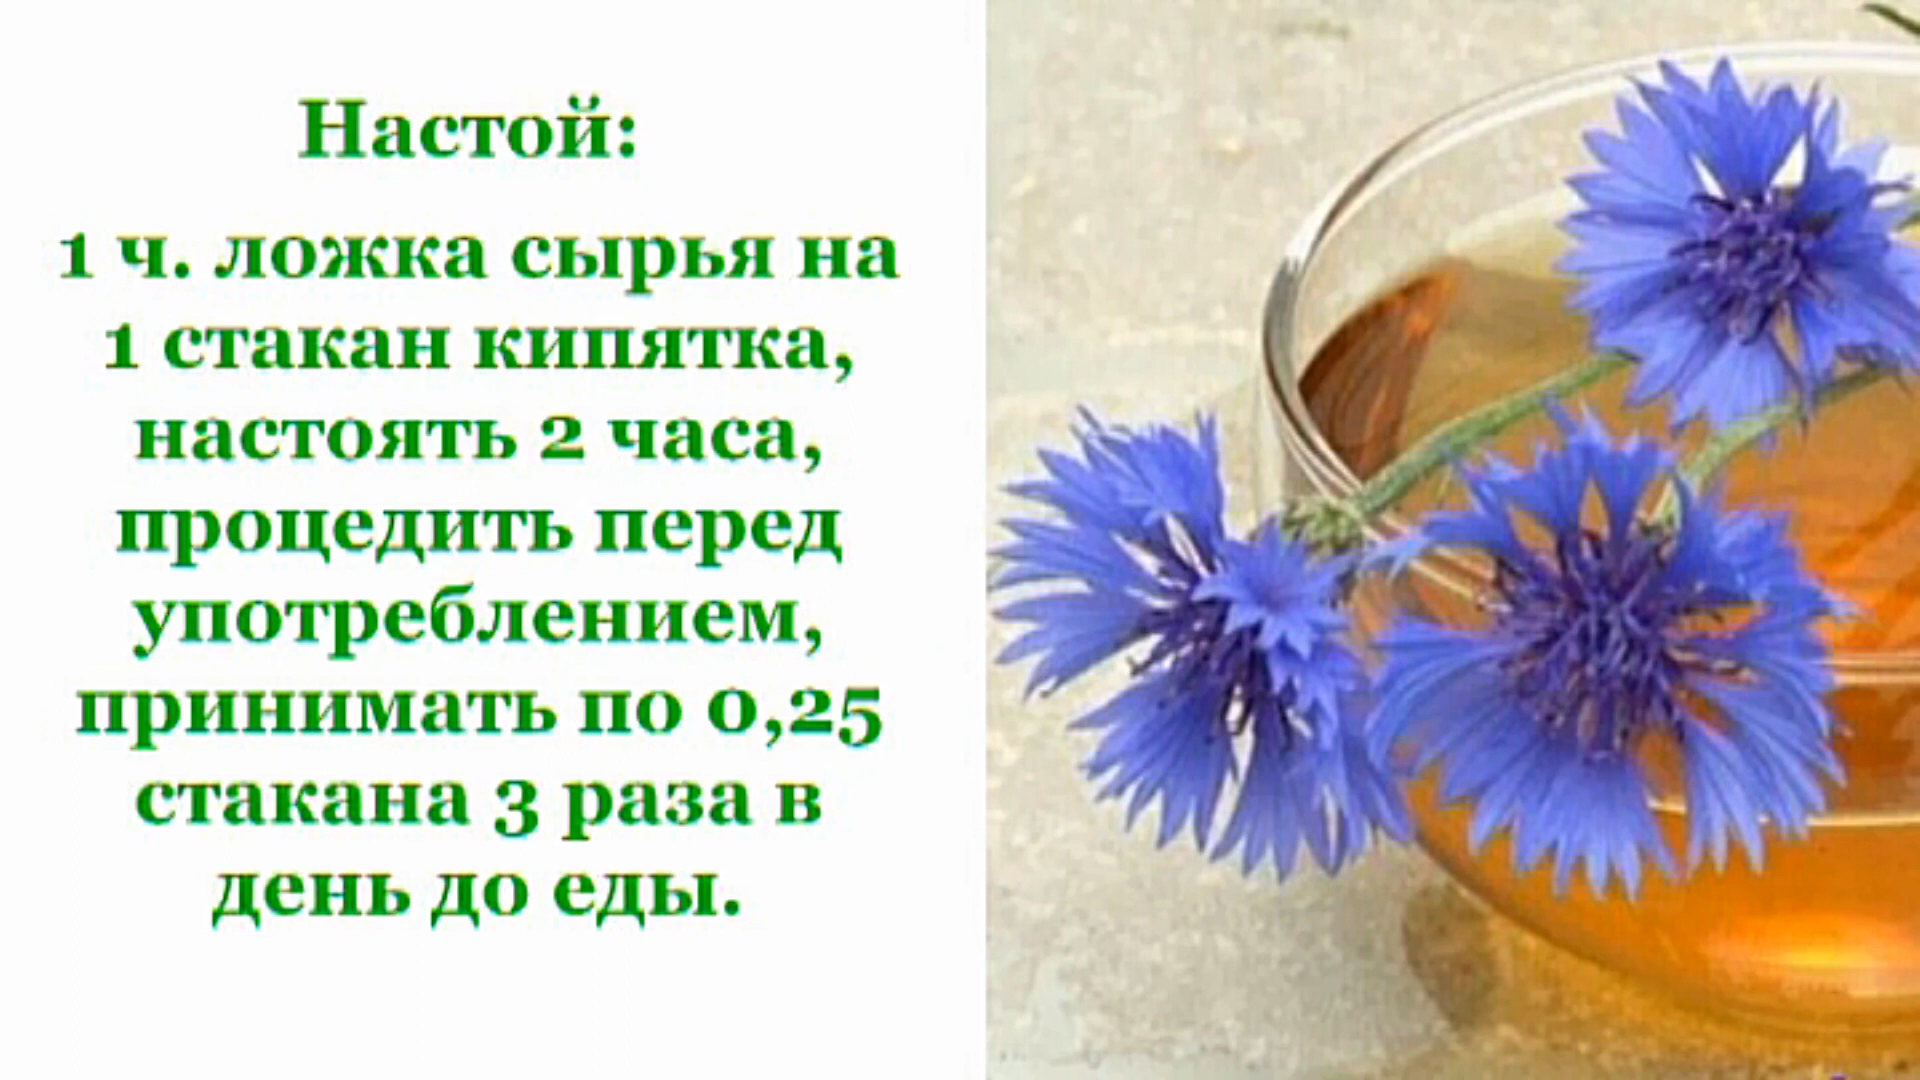 Настой:
1 ч. ложка сырья на
1 стакан кипятка,
настоять 2 часа,
процедить перед
употреблением,
принимать по 0,25
стакана 3 раза в
день до еды.